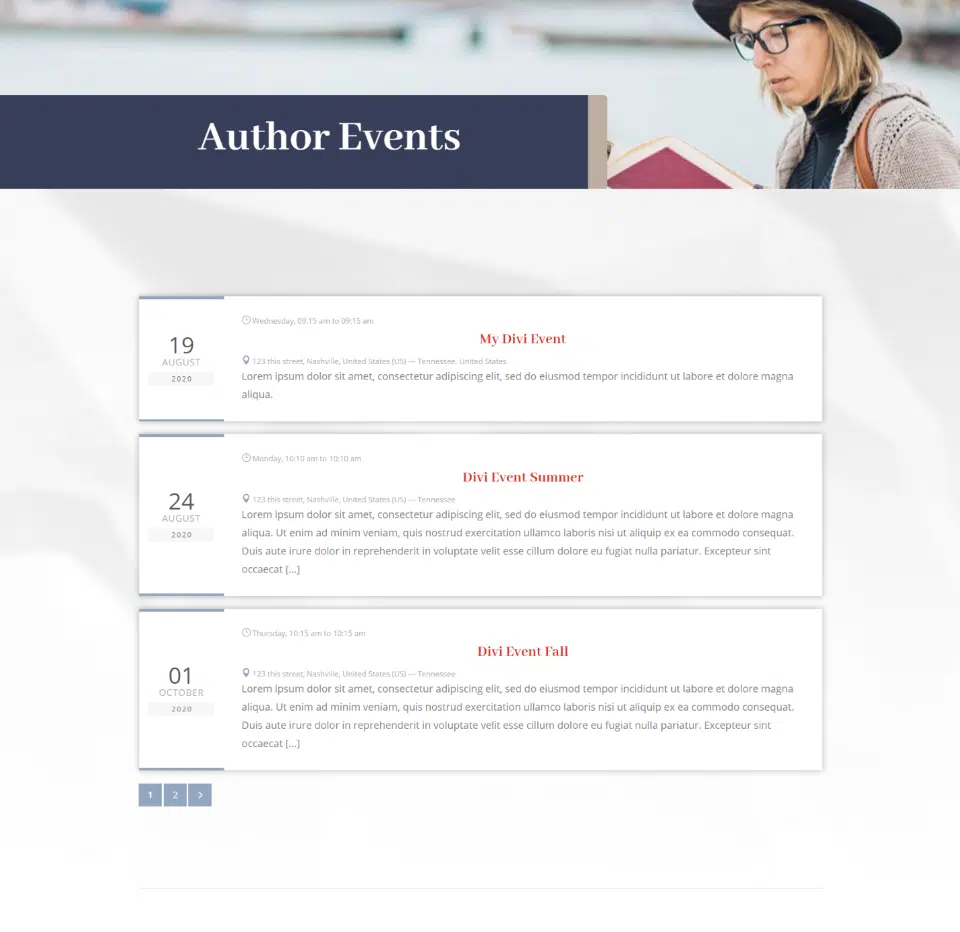 Author Events
19
AUGUST
2020
Wednesday, 09:15 am to 09:15 am
My Divi Event
123 this street, Nashville, United States (US) — Tennessee. United States
Lorem ipsum dolor sit amet, consectetur adipiscing elit, sed do eiusmod tempor incididunt ut labore et dolore magna
aliqua.
24
AUGUST
2020
Monday, 10:10 am to 10:10 am
Divi Event Summer
123 this street, Nashville, United States (US) — Tennessee
Lorem ipsum dolor sit amet, consectetur adipiscing elit, sed do eiusmod tempor incididunt ut labore et dolore magna
aliqua. Ut enim ad minim veniam, quis nostrud exercitation ullamco laboris nisi ut aliquip ex ea commodo consequat.
Duis aute irure dolor in reprehenderit in voluptate velit esse cillum dolore eu fugiat nulla pariatur. Excepteur sint
occaecat [...]
01
OCTOBER
2020
Thursday, 10:15 am to 10:15 am
Divi Event Fall
123 this street, Nashville, United States (US) — Tennessee
Lorem ipsum dolor sit amet, consectetur adipiscing elit, sed do eiusmod tempor incididunt ut labore et dolore magna
aliqua. Ut enim ad minim veniam, quis nostrud exercitation ullamco laboris nisi ut aliquip ex ea commodo consequat.
Duis aute irure dolor in reprehenderit in voluptate velit esse cillum dolore eu fugiat nulla pariatur. Excepteur sint
occaecat [...]
1 2 >